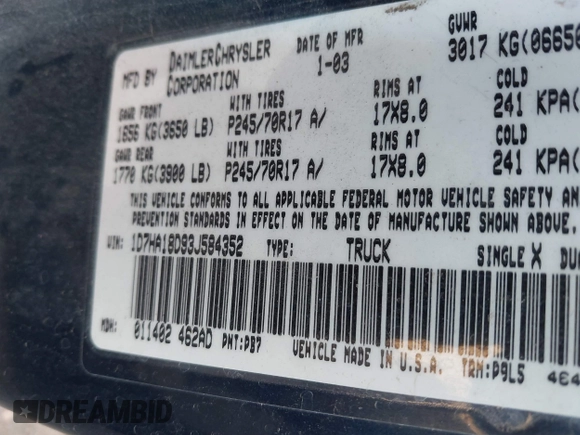 MFD BY DAIMLERCHRYSLER CORPORATION DATE OF MFR 1-03 GVWR 3017 KG(06650
GAWR FRONT WITH TIRES RIMS AT COLD
1656 KG(3650 LB) P245/70R17 A/ 17X8.0 241 KPA(
GAWR REAR WITH TIRES RIMS AT COLD
1770 KG(3900 LB) P245/70R17 A/ 17X8.0 241 KPA(
THIS VEHICLE CONFORMS TO ALL APPLICABLE FEDERAL MOTOR VEHICLE SAFETY AN
PREVENTION STANDARDS IN EFFECT ON THE DATE OF MANUFACTURE SHOWN ABOVE.
VIN: 1D7HA18D93J584352 TYPE: TRUCK SINGLE X DUA
MDH: 011402 462AD PNT:PB7 VEHICLE MADE IN U.S.A. TRM:P9L5 464
DREAMBID